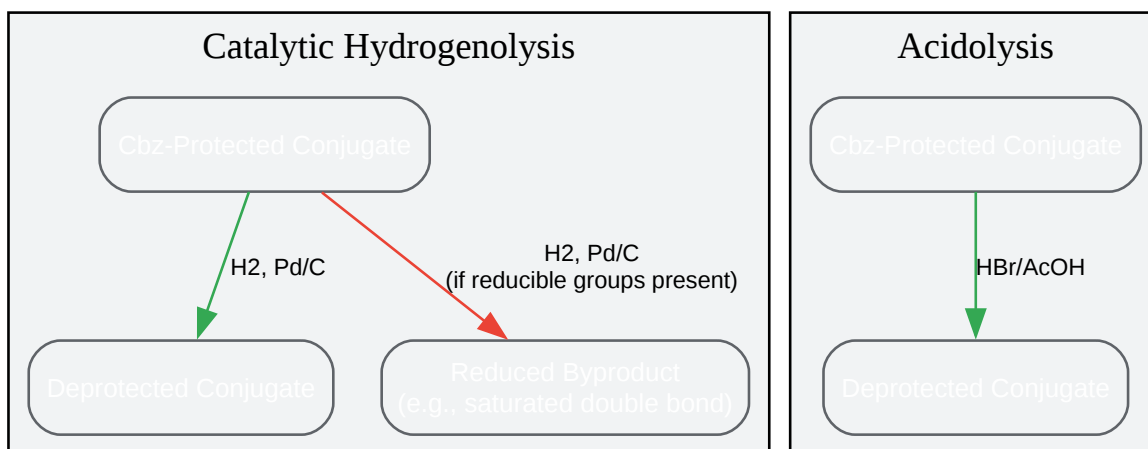 Catalytic Hydrogenolysis
Cbz-Protected Conjugate
H2, Pd/C
H2, Pd/C
(if reducible groups present)
Deprotected Conjugate
Reduced Byproduct
(e.g., saturated double bond)
Acidolysis
Cbz-Protected Conjugate
HBr/AcOH
Deprotected Conjugate